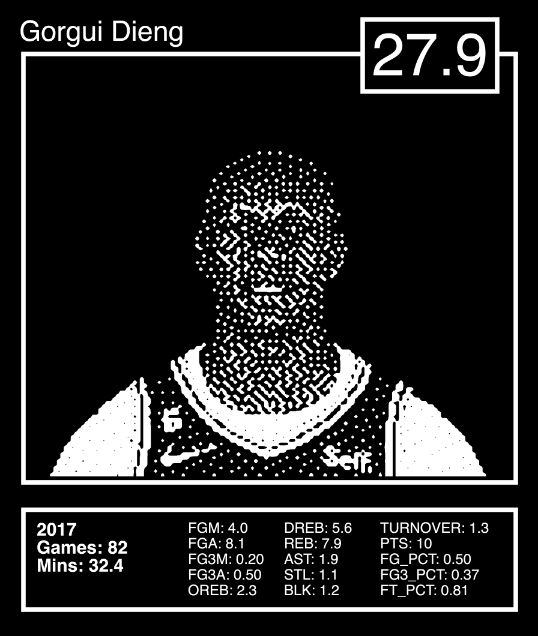 Gorgui Dieng
27.9
2017
Games: 82
Mins: 32.4
FGM: 4.0
FGA: 8.1
FG3M: 0.20
FG3A: 0.50
OREB: 2.3
DREB: 5.6
REB: 7.9
AST: 1.9
STL: 1.1
BLK: 1.2
TURNOVER: 1.3
PTS: 10
FG_PCT: 0.50
FG3_PCT: 0.37
FT_PCT: 0.81